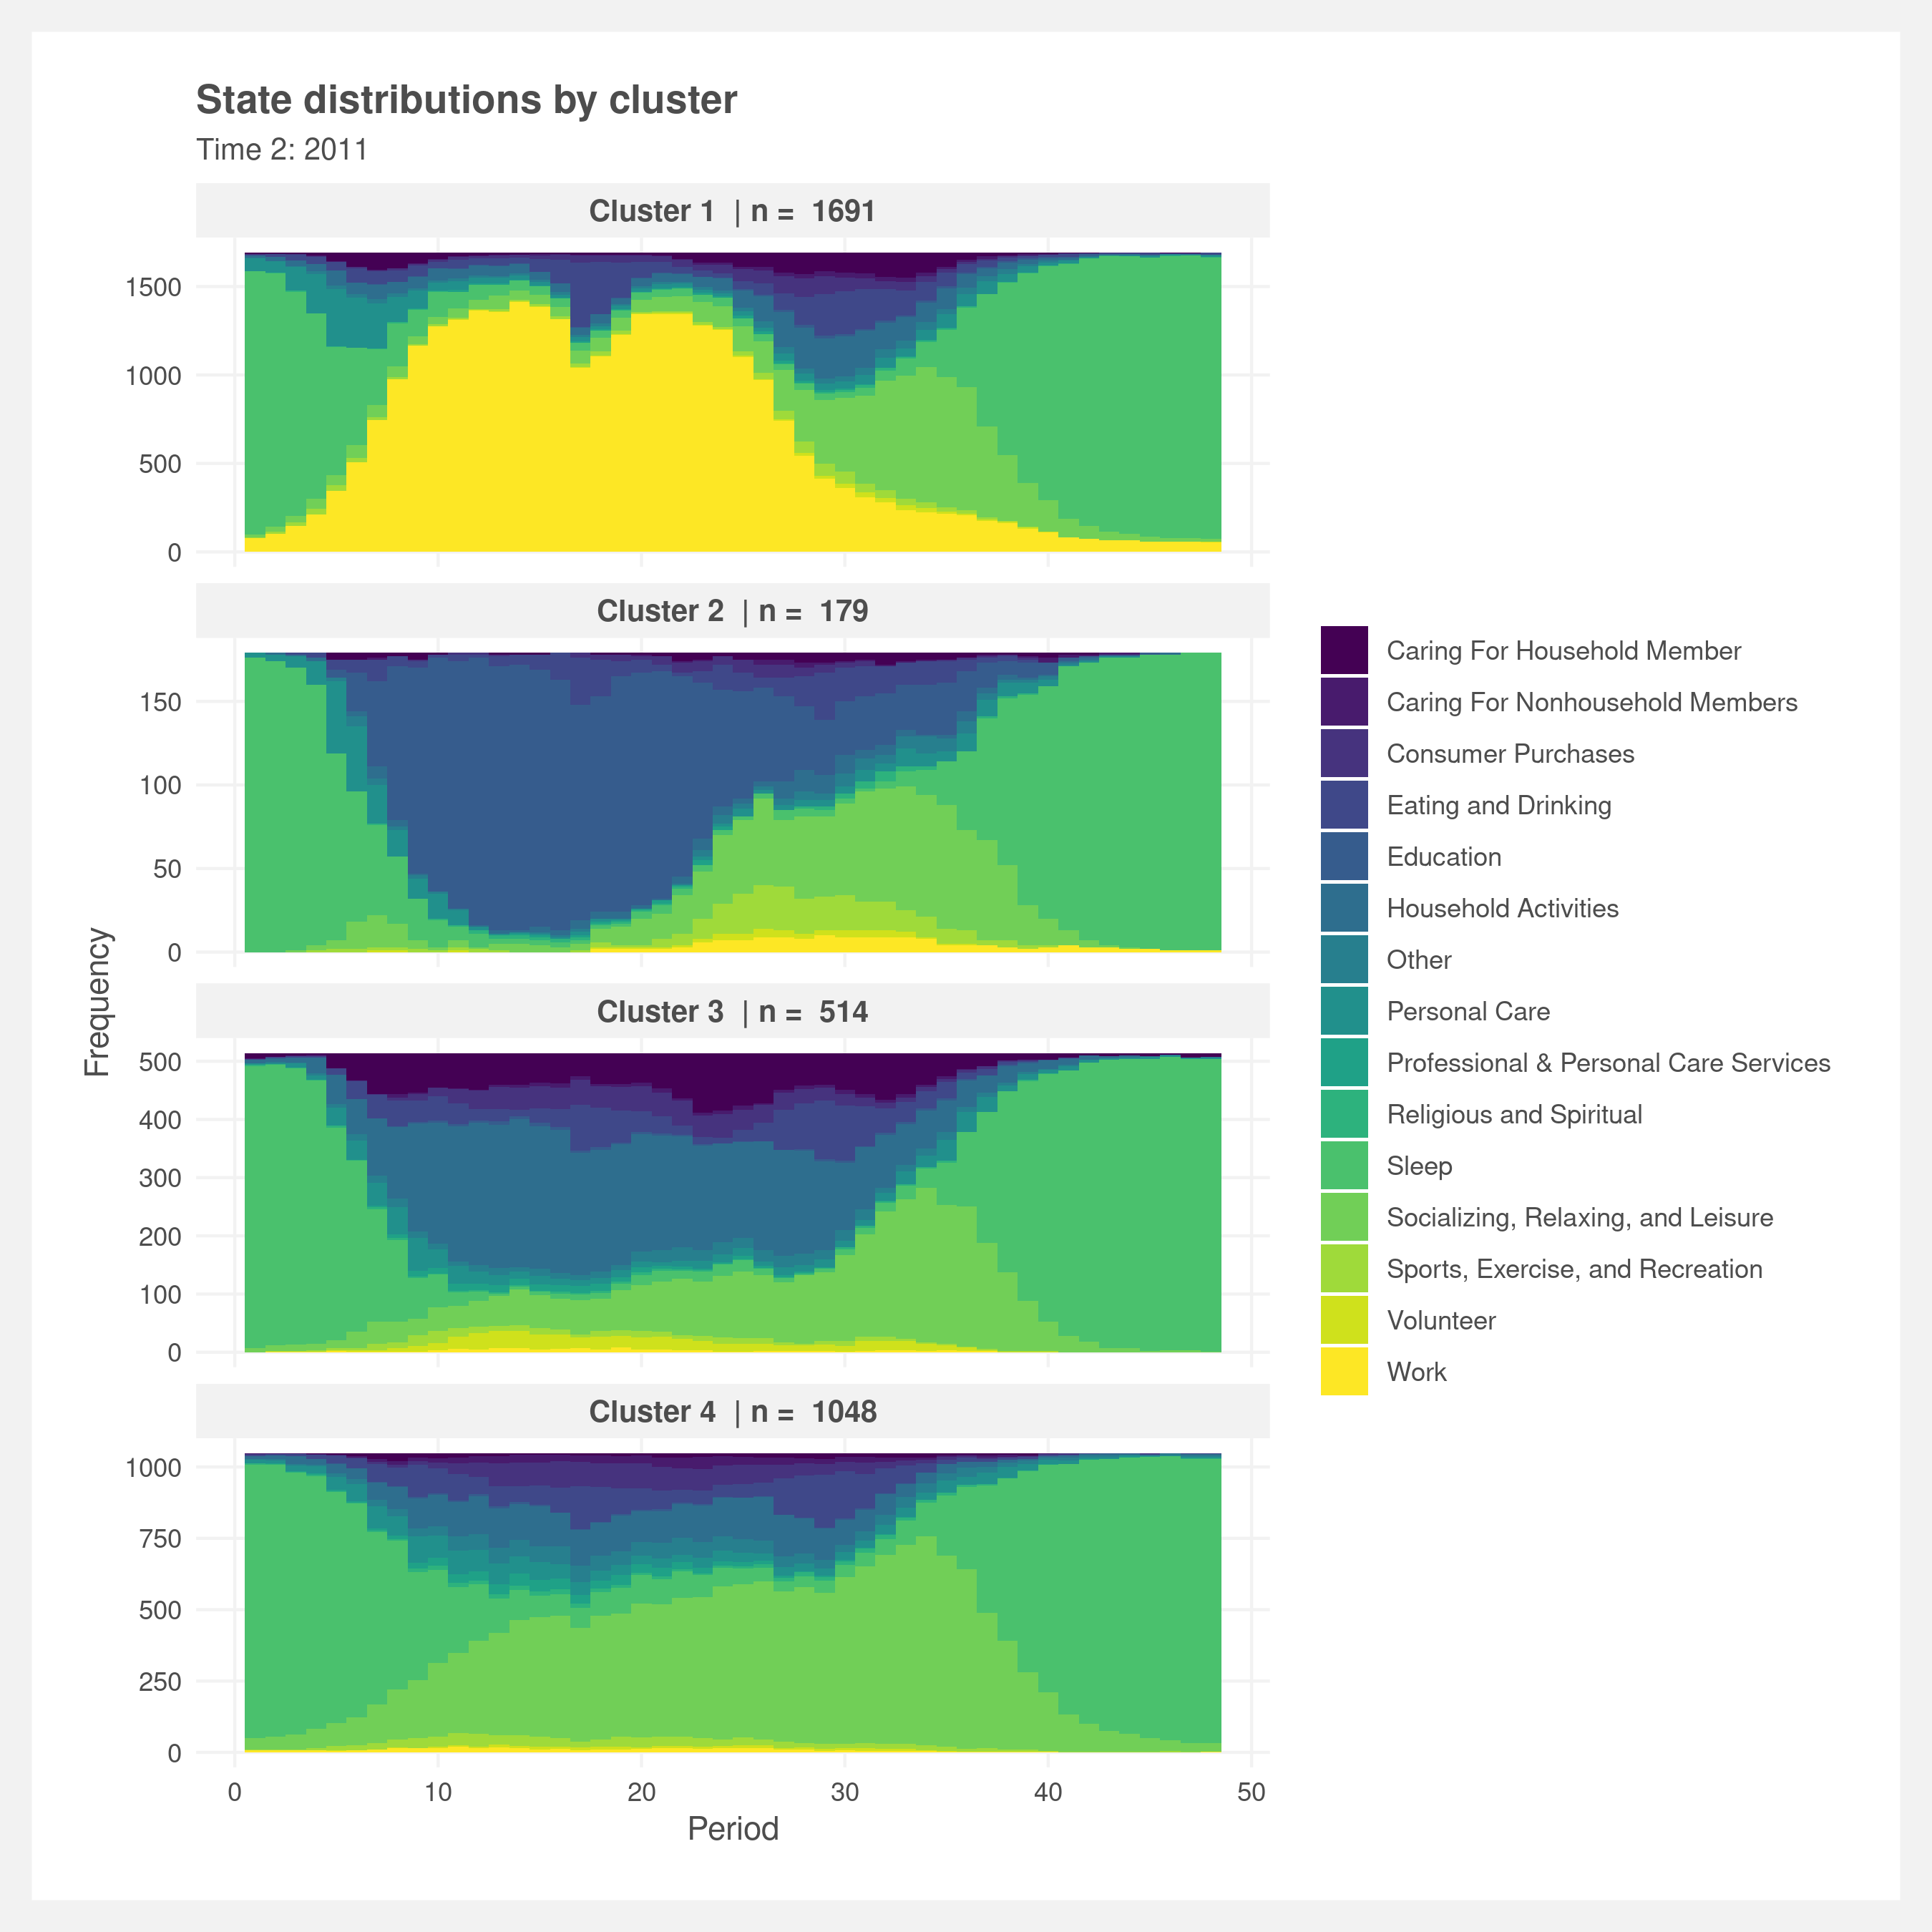 State distributions by cluster
Time 2: 2011
Cluster 1 | n = 1691
1500
1000
500
0
Cluster 2 | n = 179
150
100
50
0
Cluster 3 | n = 514
500
400
300
200
100
0
Cluster 4 | n = 1048
1000
750
500
250
0
0 10 20 30 40 50
Period
Frequency
Caring For Household Member
Caring For Nonhousehold Members
Consumer Purchases
Eating and Drinking
Education
Household Activities
Other
Personal Care
Professional & Personal Care Services
Religious and Spiritual
Sleep
Socializing, Relaxing, and Leisure
Sports, Exercise, and Recreation
Volunteer
Work